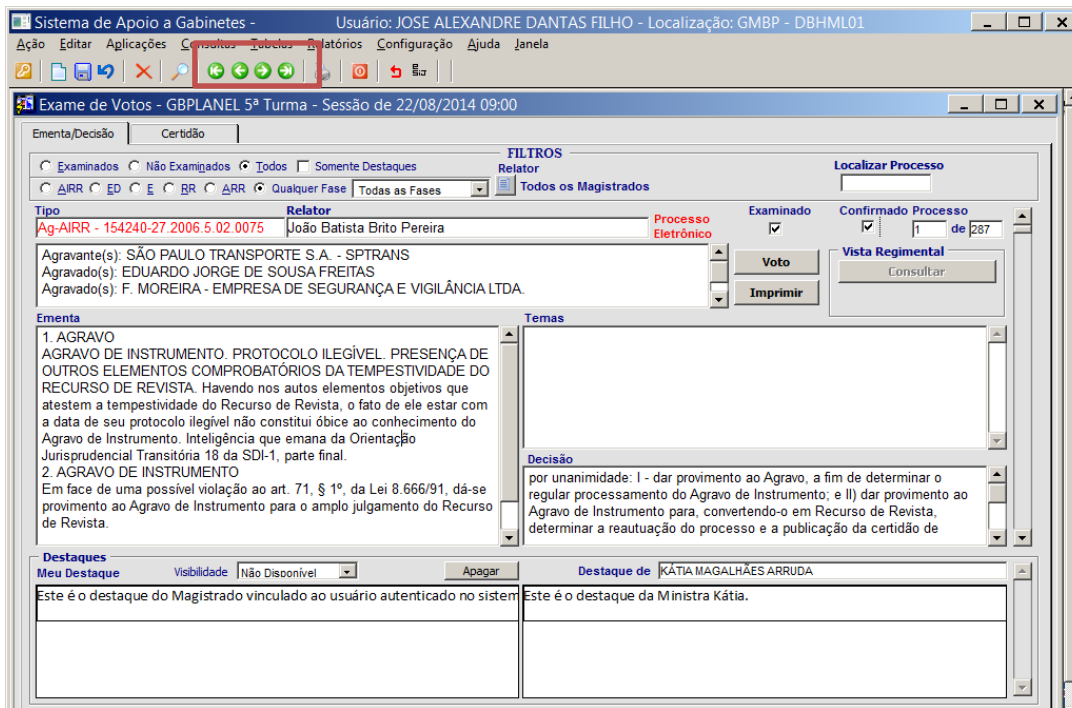 Sistema de Apoio a Gabinetes - Usuário: JOSE ALEXANDRE DANTAS FILHO - Localização: GMBP - DBHML01
Ação Editar Aplicações Consultas Tabelas Relatórios Configuração Ajuda Janela
Exame de Votos - GBPLANEL 5ª Turma - Sessão de 22/08/2014 09:00
Ementa/Decisão Certidão
FILTROS
Examinados Não Examinados Todos Somente Destaques Relator Localizar Processo
AIRR ED E RR ARR Qualquer Fase Todas as Fases Todos os Magistrados
Tipo Relator Processo Eletrônico Examinado Confirmado Processo
Ag-AIRR - 154240-27.2006.5.02.0075 João Batista Brito Pereira 1 de 287
Agravante(s): SÃO PAULO TRANSPORTE S.A. - SPTRANS
Agravado(s): EDUARDO JORGE DE SOUSA FREITAS
Agravado(s): F. MOREIRA - EMPRESA DE SEGURANÇA E VIGILÂNCIA LTDA.
Voto
Imprimir
Vista Regimental
Consultar
Ementa
1. AGRAVO
AGRAVO DE INSTRUMENTO. PROTOCOLO ILEGÍVEL. PRESENÇA DE
OUTROS ELEMENTOS COMPROBATÓRIOS DA TEMPESTIVIDADE DO
RECURSO DE REVISTA. Havendo nos autos elementos objetivos que
atestem a tempestividade do Recurso de Revista, o fato de ele estar com
a data de seu protocolo ilegível não constitui óbice ao conhecimento do
Agravo de Instrumento. Inteligência que emana da Orientação
Jurisprudencial Transitória 18 da SDI-1, parte final.
2. AGRAVO DE INSTRUMENTO
Em face de uma possível violação ao art. 71, § 1º, da Lei 8.666/91, dá-se
provimento ao Agravo de Instrumento para o amplo julgamento do Recurso
de Revista.
Temas
Decisão
por unanimidade: I - dar provimento ao Agravo, a fim de determinar o
regular processamento do Agravo de Instrumento; e II) dar provimento ao
Agravo de Instrumento para, convertendo-o em Recurso de Revista,
determinar a reautuação do processo e a publicação da certidão de
Destaques
Meu Destaque Visibilidade Não Disponível Apagar Destaque de KÁTIA MAGALHÃES ARRUDA
Este é o destaque do Magistrado vinculado ao usuário autenticado no sistem
Este é o destaque da Ministra Kátia.